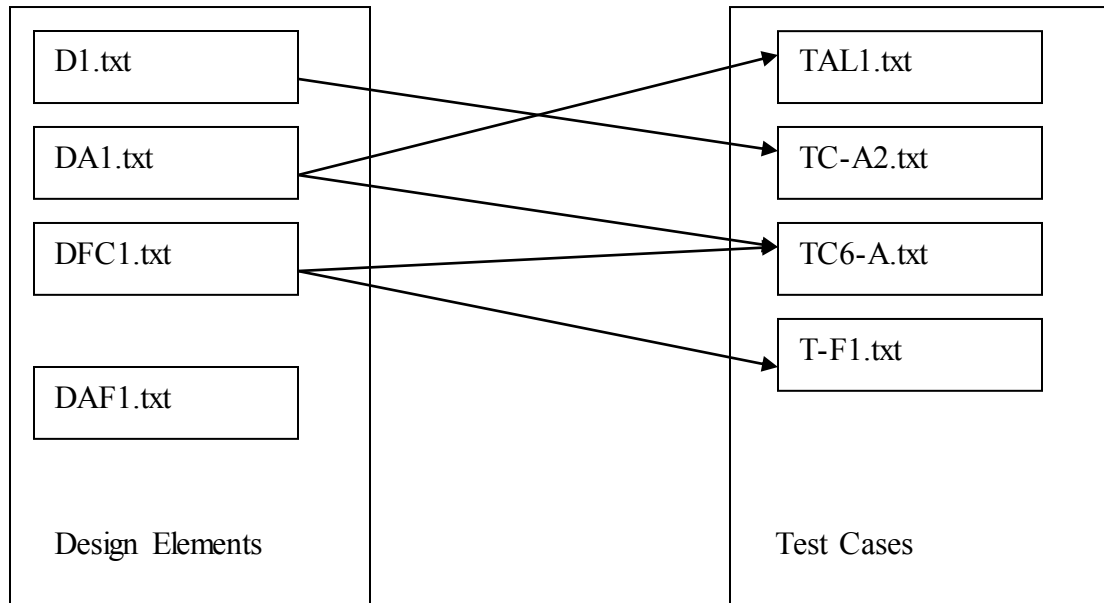 D1.txt
DA1.txt
DFC1.txt
DAF1.txt
Design Elements
TAL1.txt
TC-A2.txt
TC6-A.txt
T-F1.txt
Test Cases